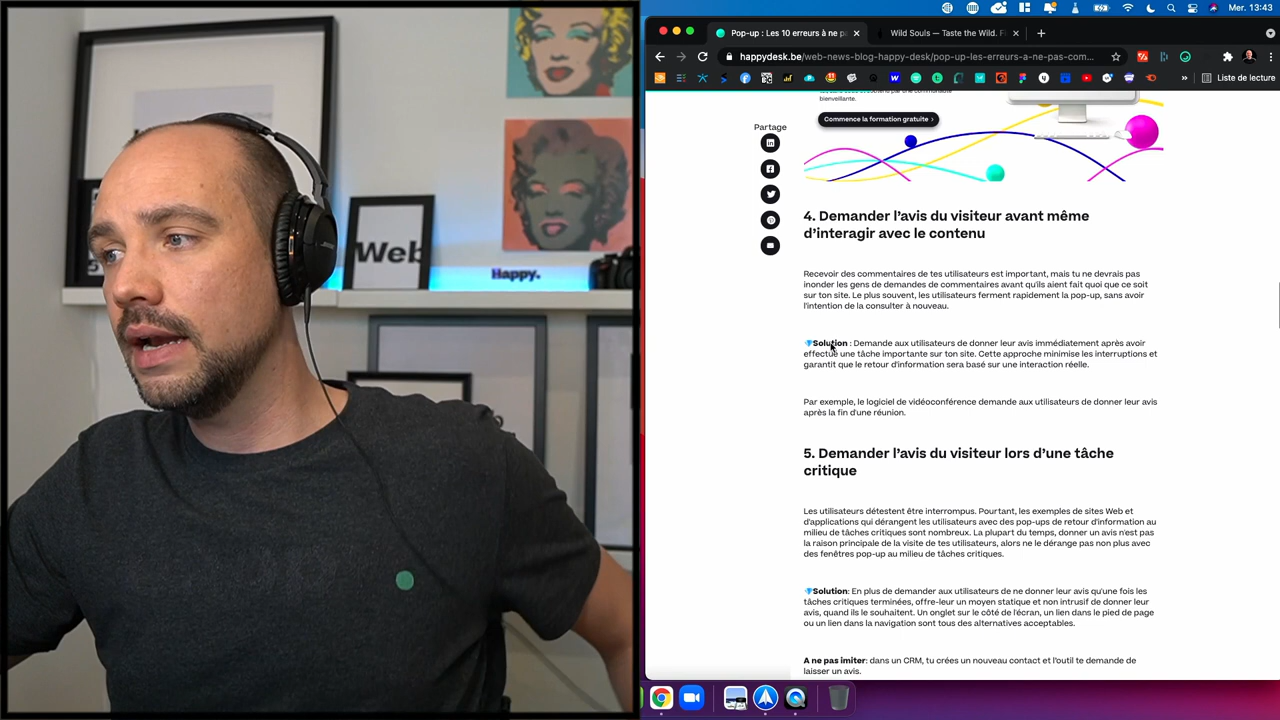 Web
Happy.
Mer. 13:43
Pop-up : Les 10 erreurs à ne pa
Wild Souls — Taste the Wild. Fi
happydesk.be/web-news-blog-happy-desk/pop-up-les-erreurs-a-ne-pas-com...
Liste de lecture
bienveillante.
Commence la formation gratuite ›
Partage
4. Demander l’avis du visiteur avant même
d’interagir avec le contenu
Recevoir des commentaires de tes utilisateurs est important, mais tu ne devrais pas
inonder les gens de demandes de commentaires avant qu'ils aient fait quoi que ce soit
sur ton site. Le plus souvent, les utilisateurs ferment rapidement la pop-up, sans avoir
l'intention de la consulter à nouveau.
💎Solution : Demande aux utilisateurs de donner leur avis immédiatement après avoir
effectué une tâche importante sur ton site. Cette approche minimise les interruptions et
garantit que le retour d'information sera basé sur une interaction réelle.
Par exemple, le logiciel de vidéoconférence demande aux utilisateurs de donner leur avis
après la fin d'une réunion.
5. Demander l’avis du visiteur lors d’une tâche
critique
Les utilisateurs détestent être interrompus. Pourtant, les exemples de sites Web et
d'applications qui dérangent les utilisateurs avec des pop-ups de retour d'information au
milieu de tâches critiques sont nombreux. La plupart du temps, donner un avis n'est pas
la raison principale de la visite de tes utilisateurs, alors ne le dérange pas non plus avec
des fenêtres pop-up au milieu de tâches critiques.
💎Solution: En plus de demander aux utilisateurs de ne donner leur avis qu'une fois les
tâches critiques terminées, offre-leur un moyen statique et non intrusif de donner leur
avis, quand ils le souhaitent. Un onglet sur le côté de l'écran, un lien dans le pied de page
ou un lien dans la navigation sont tous des alternatives acceptables.
A ne pas imiter: dans un CRM, tu crées un nouveau contact et l’outil te demande de
laisser un avis.